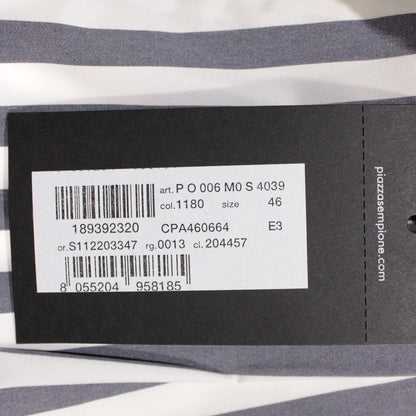 art. P O 006 M0 S 4039
col. 1180 size 46
189392320 CPA460664 E3
or. S112203347 rg. 0013 cl. 204457
8 055204 958185
piazzasempione.com